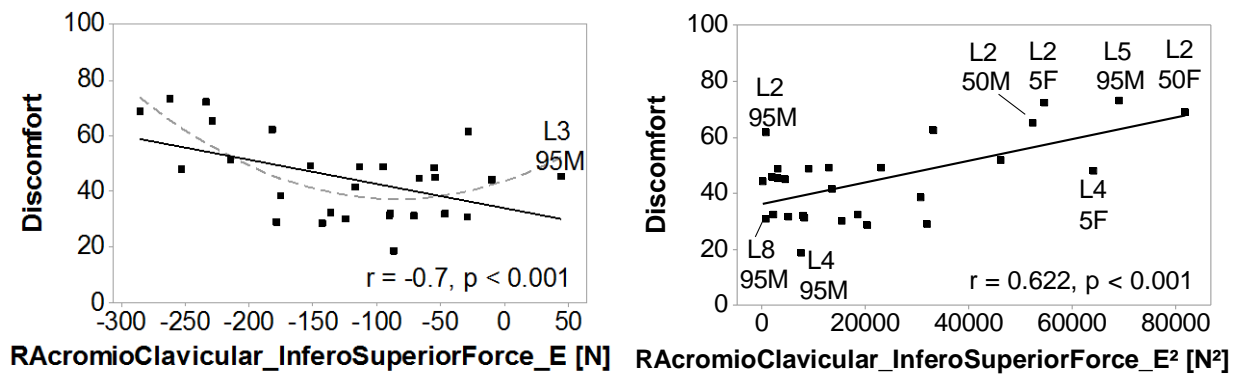 100
80
60
40
20
0
Discomfort
L3
95M
r = -0.7, p < 0.001
-300 -250 -200 -150 -100 -50 0 50
RAcromioClavicular_InferoSuperiorForce_E [N]
100
80
60
40
20
0
Discomfort
L2
95M
L2
50M
L2
5F
L5
95M
L2
50F
L8
95M
L4
95M
L4
5F
r = 0.622, p < 0.001
0 20000 40000 60000 80000
RAcromioClavicular_InferoSuperiorForce_E² [N²]